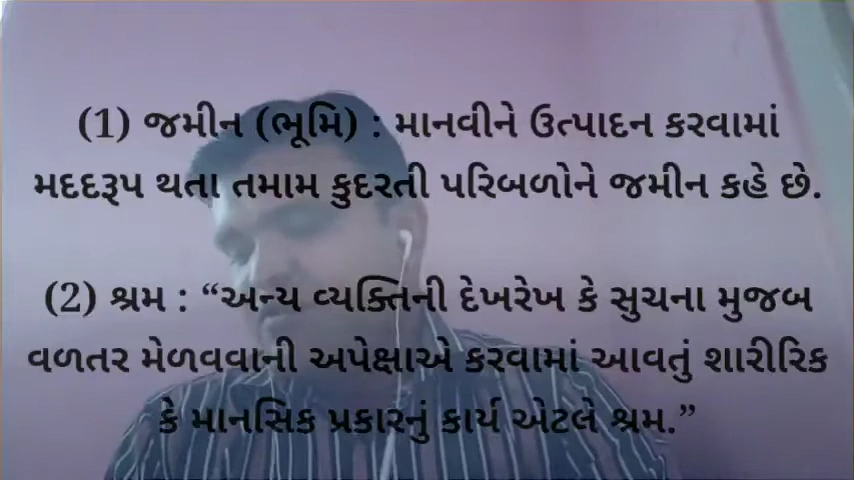 (1) જમીન (ભૂમિ) : માનવીને ઉત્પાદન કરવામાં
મદદરૂપ થતા તમામ કુદરતી પરિબળોને જમીન કહે છે.
(2) શ્રમ : “અન્ય વ્યક્તિની દેખરેખ કે સુચના મુજબ
વળતર મેળવવાની અપેક્ષાએ કરવામાં આવતું શારીરિક
કે માનસિક પ્રકારનું કાર્ય એટલે શ્રમ.”